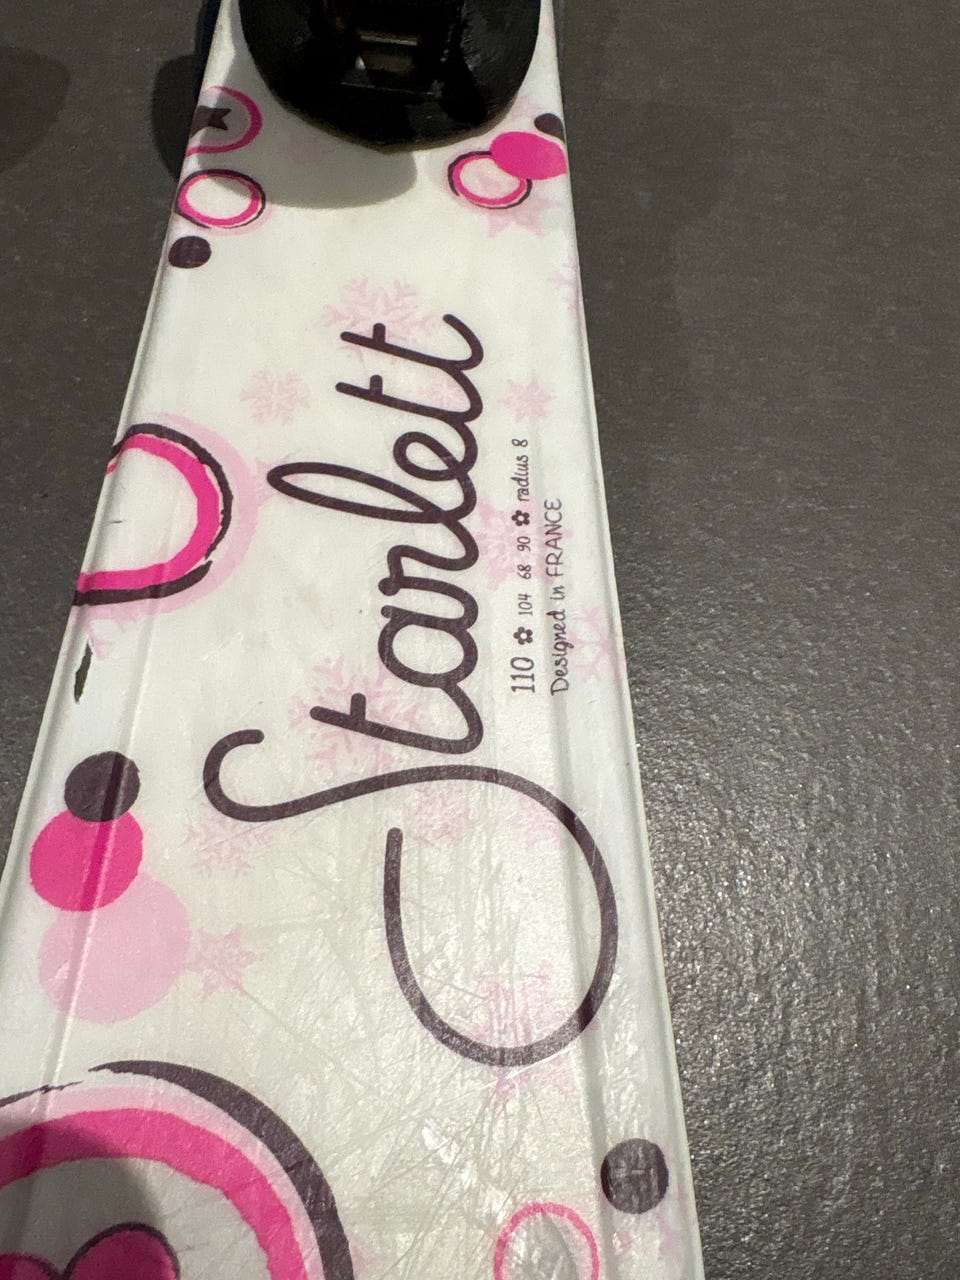 Starlett
110 104 68 90 radius 8
Designed in FRANCE